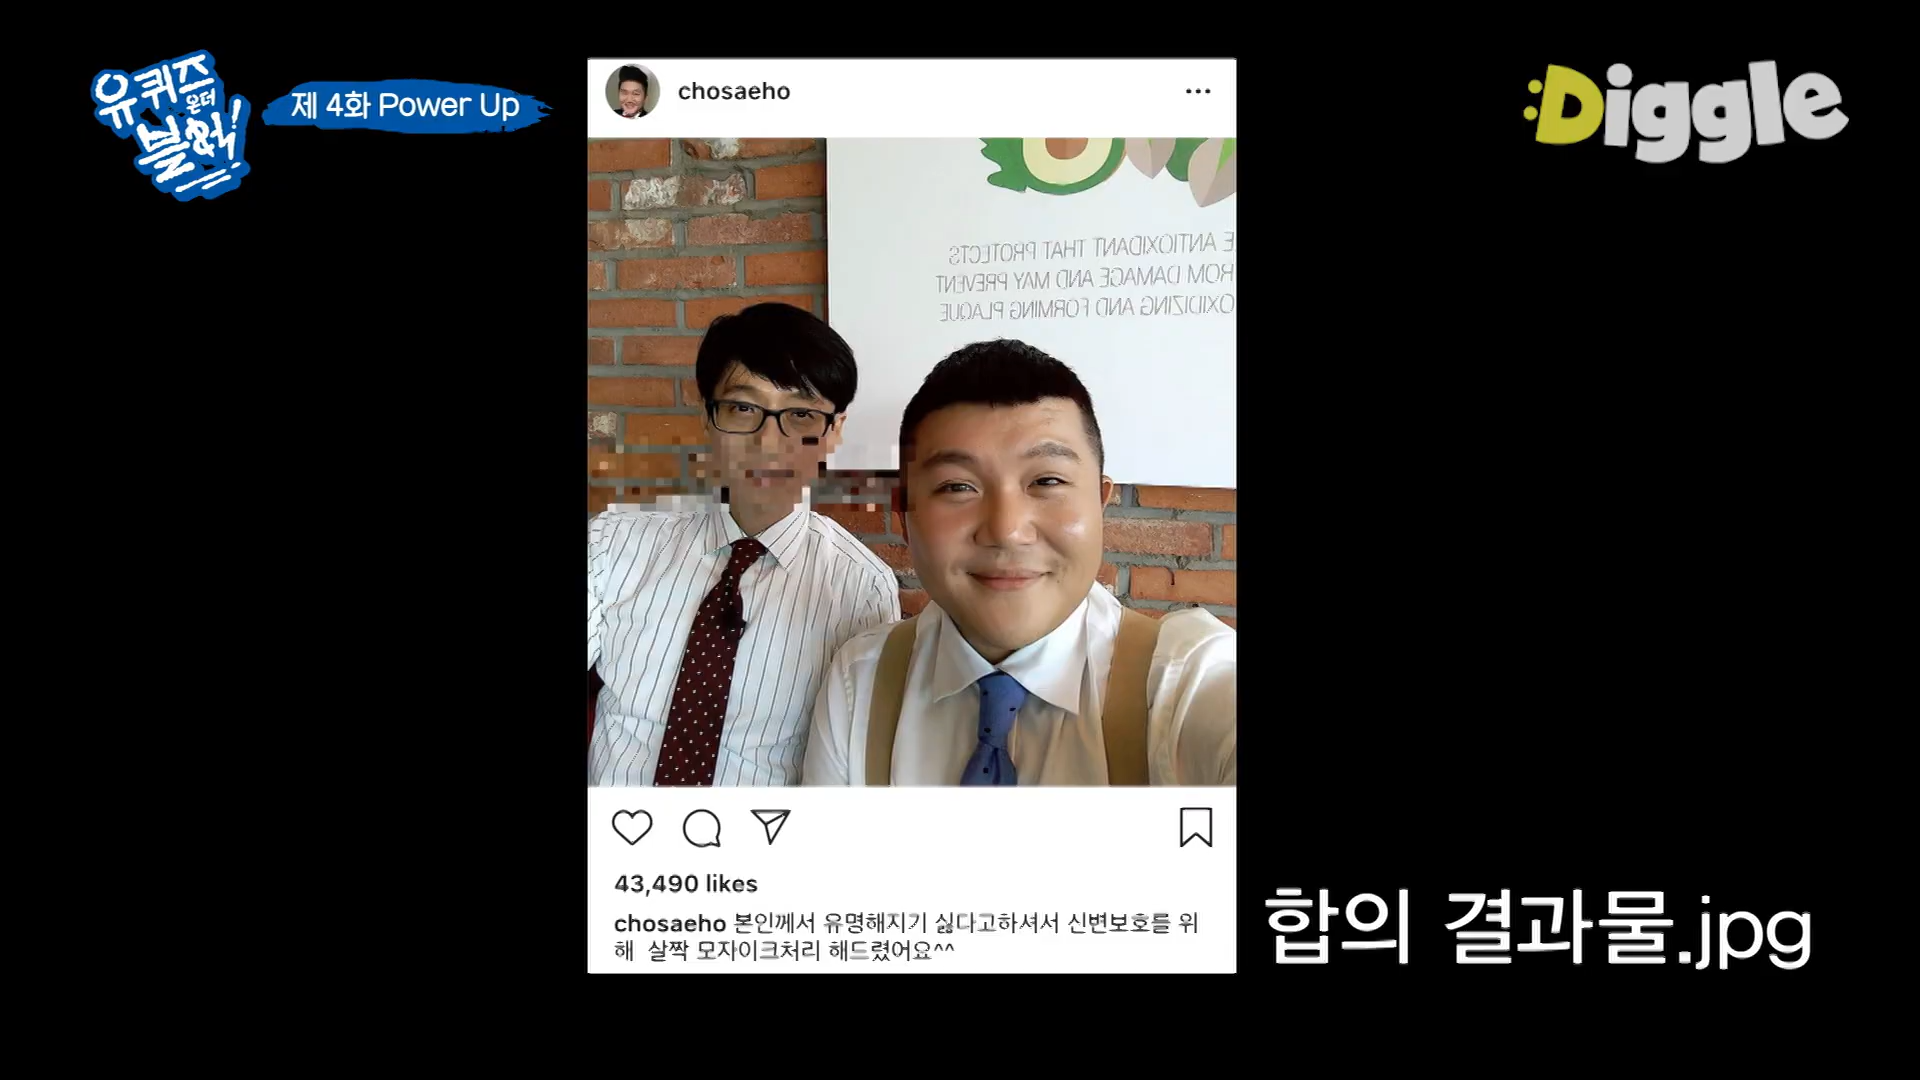 유퀴즈
온더
블럭!
제 4화 Power Up
Diggle
chosaeho
E ANTIOXIDANT THAT PROTECTS
ROM DAMAGE AND MAY PREVENT
OXIDIZING AND FORMING PLAQUE
43,490 likes
chosaeho 본인께서 유명해지기 싫다고하셔서 신변보호를 위
해 살짝 모자이크처리 해드렸어요^^
합의 결과물.jpg